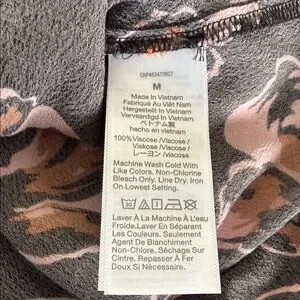 CKP453470927
M
Made In Vietnam
Fabriqué Au Viêt Nam
Hergestellt In Vietnam
Vervaardigd In Vietnam
ベトナム製
hecho en vietnam
100%Viscose/Viscose/
Viskose/Viscose/
レーヨン/viscosa
Machine Wash Cold With
Like Colors. Non-Chlorine
Bleach Only. Line Dry. Iron
On Lowest Setting.
Laver À La Machine À L'eau
Froide.Laver En Séparant
Les Couleurs. Seulement
Agent De Blanchiment
Non-Chlore. Séchage Sur
Cintre. Repasser À Fer
Doux Si Nécessaire.